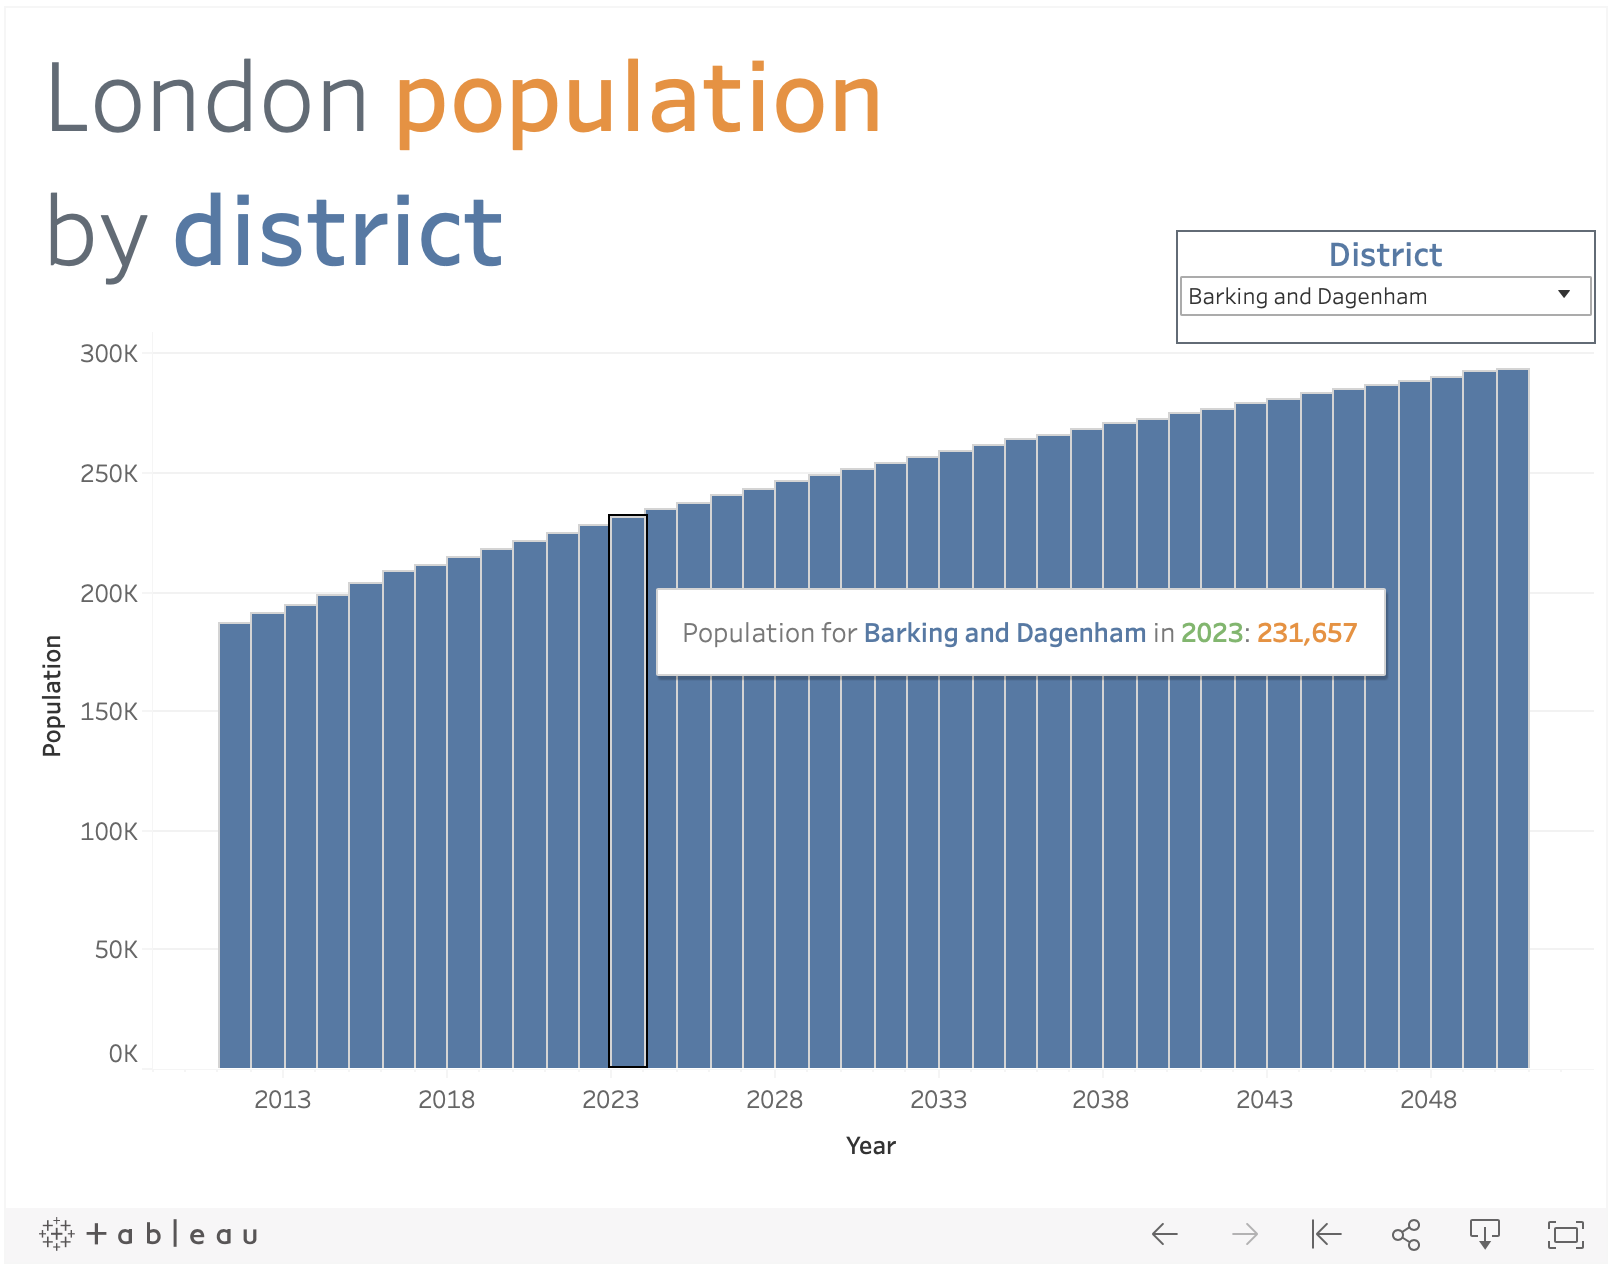 London population
by district
District
Barking and Dagenham
300K
250K
200K
150K
100K
50K
0K
Population
Population for Barking and Dagenham in 2023: 231,657
2013 2018 2023 2028 2033 2038 2043 2048
Year
tableau